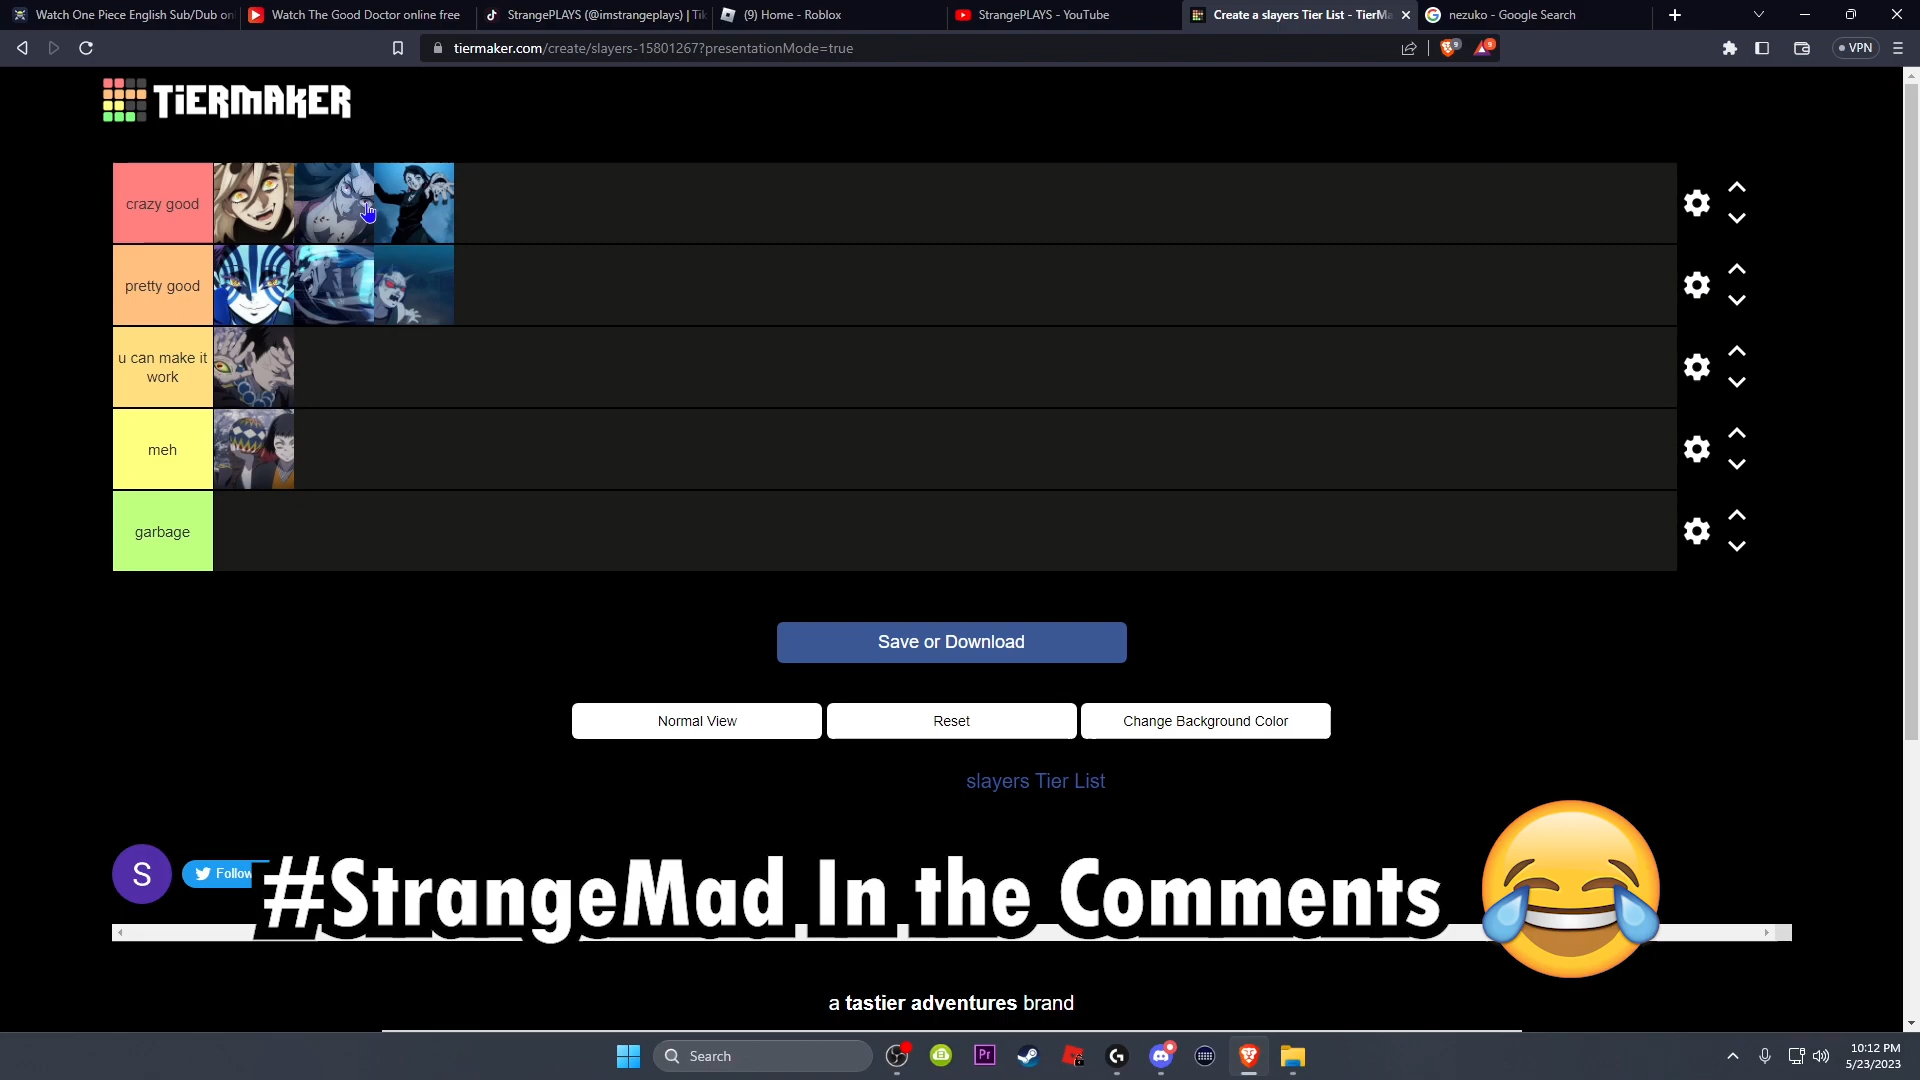 Watch One Piece English Sub/Dub on
Watch The Good Doctor online free
StrangePLAYS (@imstrangeplays) | Tik
(9) Home - Roblox
StrangePLAYS - YouTube
Create a slayers Tier List - TierMa
nezuko - Google Search
tiermaker.com/create/slayers-15801267?presentationMode=true
9
9
VPN
TiERMAKER
crazy good
pretty good
u can make it
work
meh
garbage
Save or Download
Normal View
Reset
Change Background Color
slayers Tier List
S
Follow
#StrangeMad In the Comments
a tastier adventures brand
Search
Pr
10:12 PM
5/23/2023